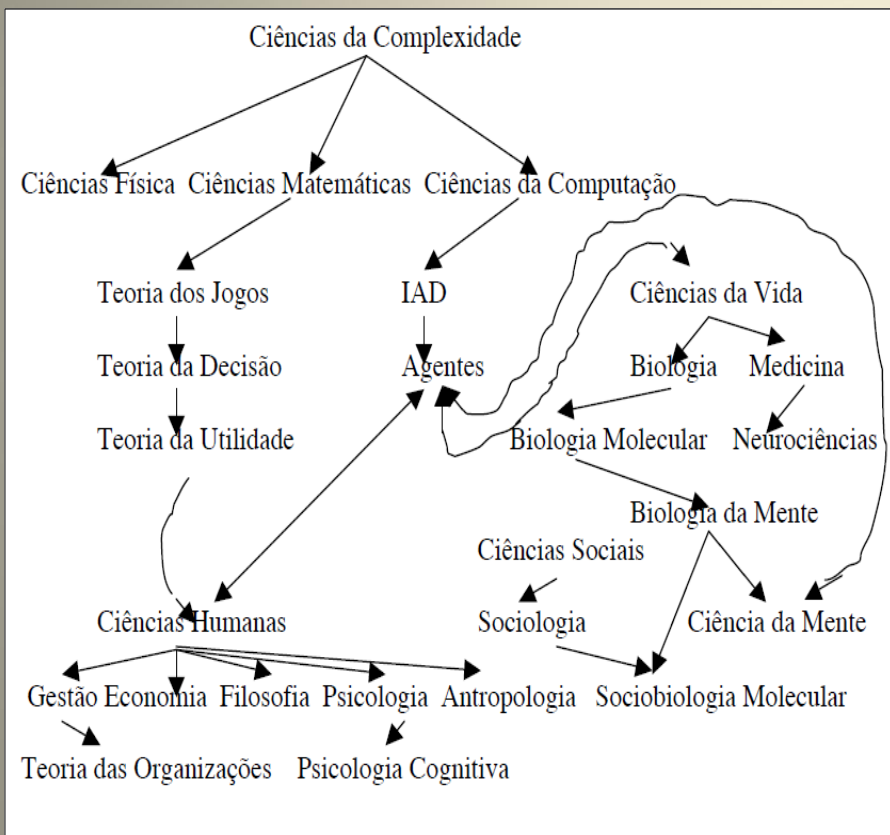 Ciências da Complexidade
Ciências Física Ciências Matemáticas Ciências da Computação
Teoria dos Jogos IAD Ciências da Vida
Teoria da Decisão Agentes Biologia Medicina
Teoria da Utilidade Biologia Molecular Neurociências
Biologia da Mente
Ciências Sociais
Ciências Humanas Sociologia Ciência da Mente
Gestão Economia Filosofia Psicologia Antropologia Sociobiologia Molecular
Teoria das Organizações Psicologia Cognitiva